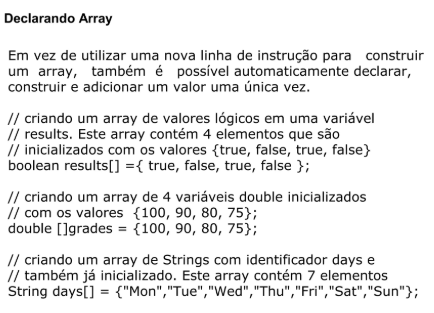 Declarando Array
Em vez de utilizar uma nova linha de instrução para construir
um array, também é possível automaticamente declarar,
construir e adicionar um valor uma única vez.
// criando um array de valores lógicos em uma variável
// results. Este array contém 4 elementos que são
// inicializados com os valores {true, false, true, false}
boolean results[] ={ true, false, true, false };
// criando um array de 4 variáveis double inicializados
// com os valores {100, 90, 80, 75};
double []grades = {100, 90, 80, 75};
// criando um array de Strings com identificador days e
// também já inicializado. Este array contém 7 elementos
String days[] = {"Mon","Tue","Wed","Thu","Fri","Sat","Sun"};